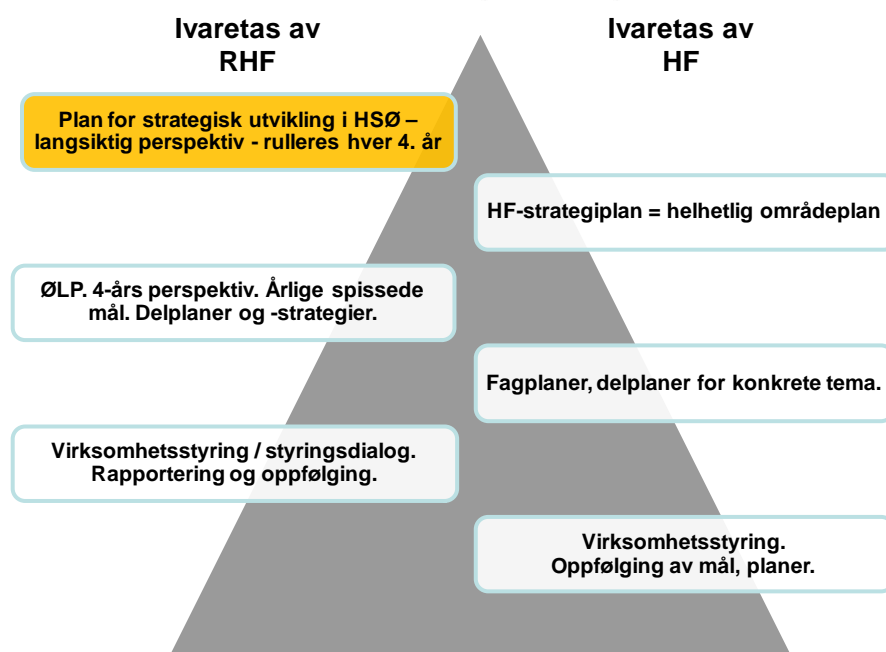 Ivaretas av
RHF
Ivaretas av
HF
Plan for strategisk utvikling i HSØ –
langsiktig perspektiv - rulleres hver 4. år
HF-strategiplan = helhetlig områdeplan
ØLP. 4-års perspektiv. Årlige spissede
mål. Delplaner og -strategier.
Fagplaner, delplaner for konkrete tema.
Virksomhetsstyring / styringsdialog.
Rapportering og oppfølging.
Virksomhetsstyring.
Oppfølging av mål, planer.